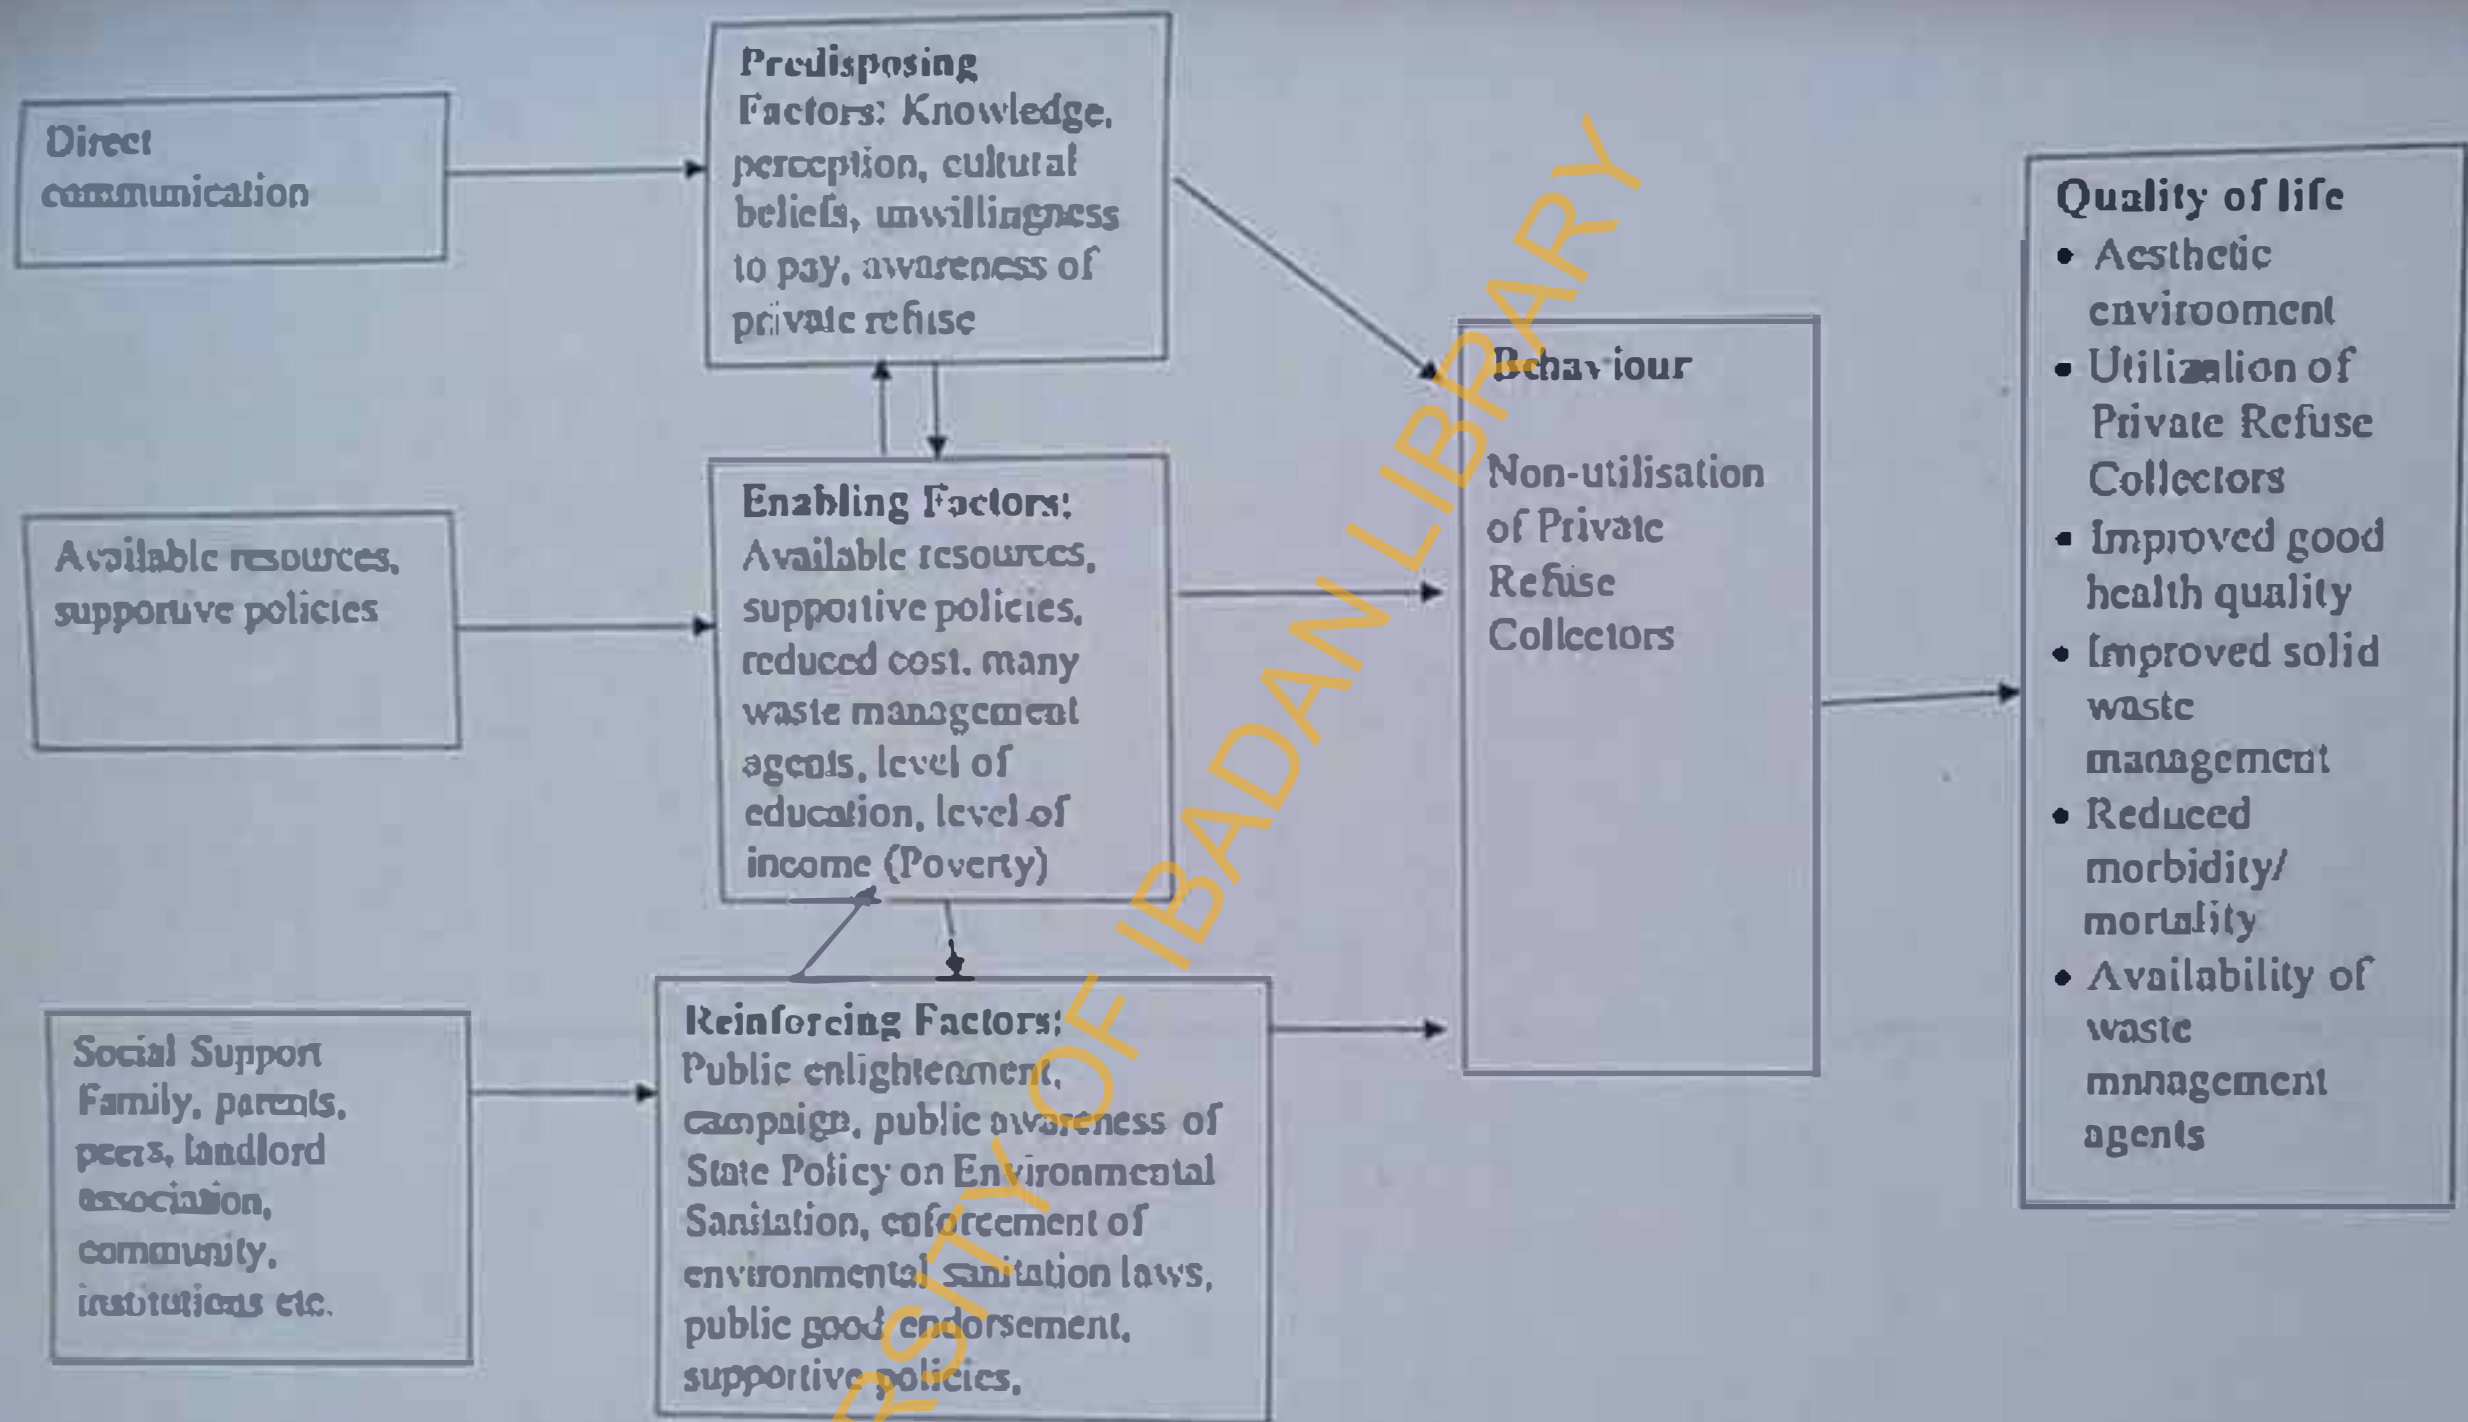 Direct
communication
Available resources,
supportive policies
Social Support
Family, parents,
peers, landlord
association,
community,
institutions etc.
Predisposing
Factors: Knowledge,
perception, cultural
beliefs, unwillingness
to pay, awareness of
private refuse
Enabling Factors:
Available resources,
supportive policies,
reduced cost, many
waste management
agents, level of
education, level of
income (Poverty)
Reinforcing Factors:
Public enlightenment,
campaign, public awareness of
State Policy on Environmental
Sanitation, enforcement of
environmental sanitation laws,
public good endorsement,
supportive policies,
Behaviour
Non-utilisation
of Private
Refuse
Collectors
Quality of life
• Aesthetic
environment
• Utilization of
Private Refuse
Collectors
• Improved good
health quality
• Improved solid
waste
management
• Reduced
morbidity/
mortality
• Availability of
waste
management
agents
RSITY OF IBADAN LIBRARY